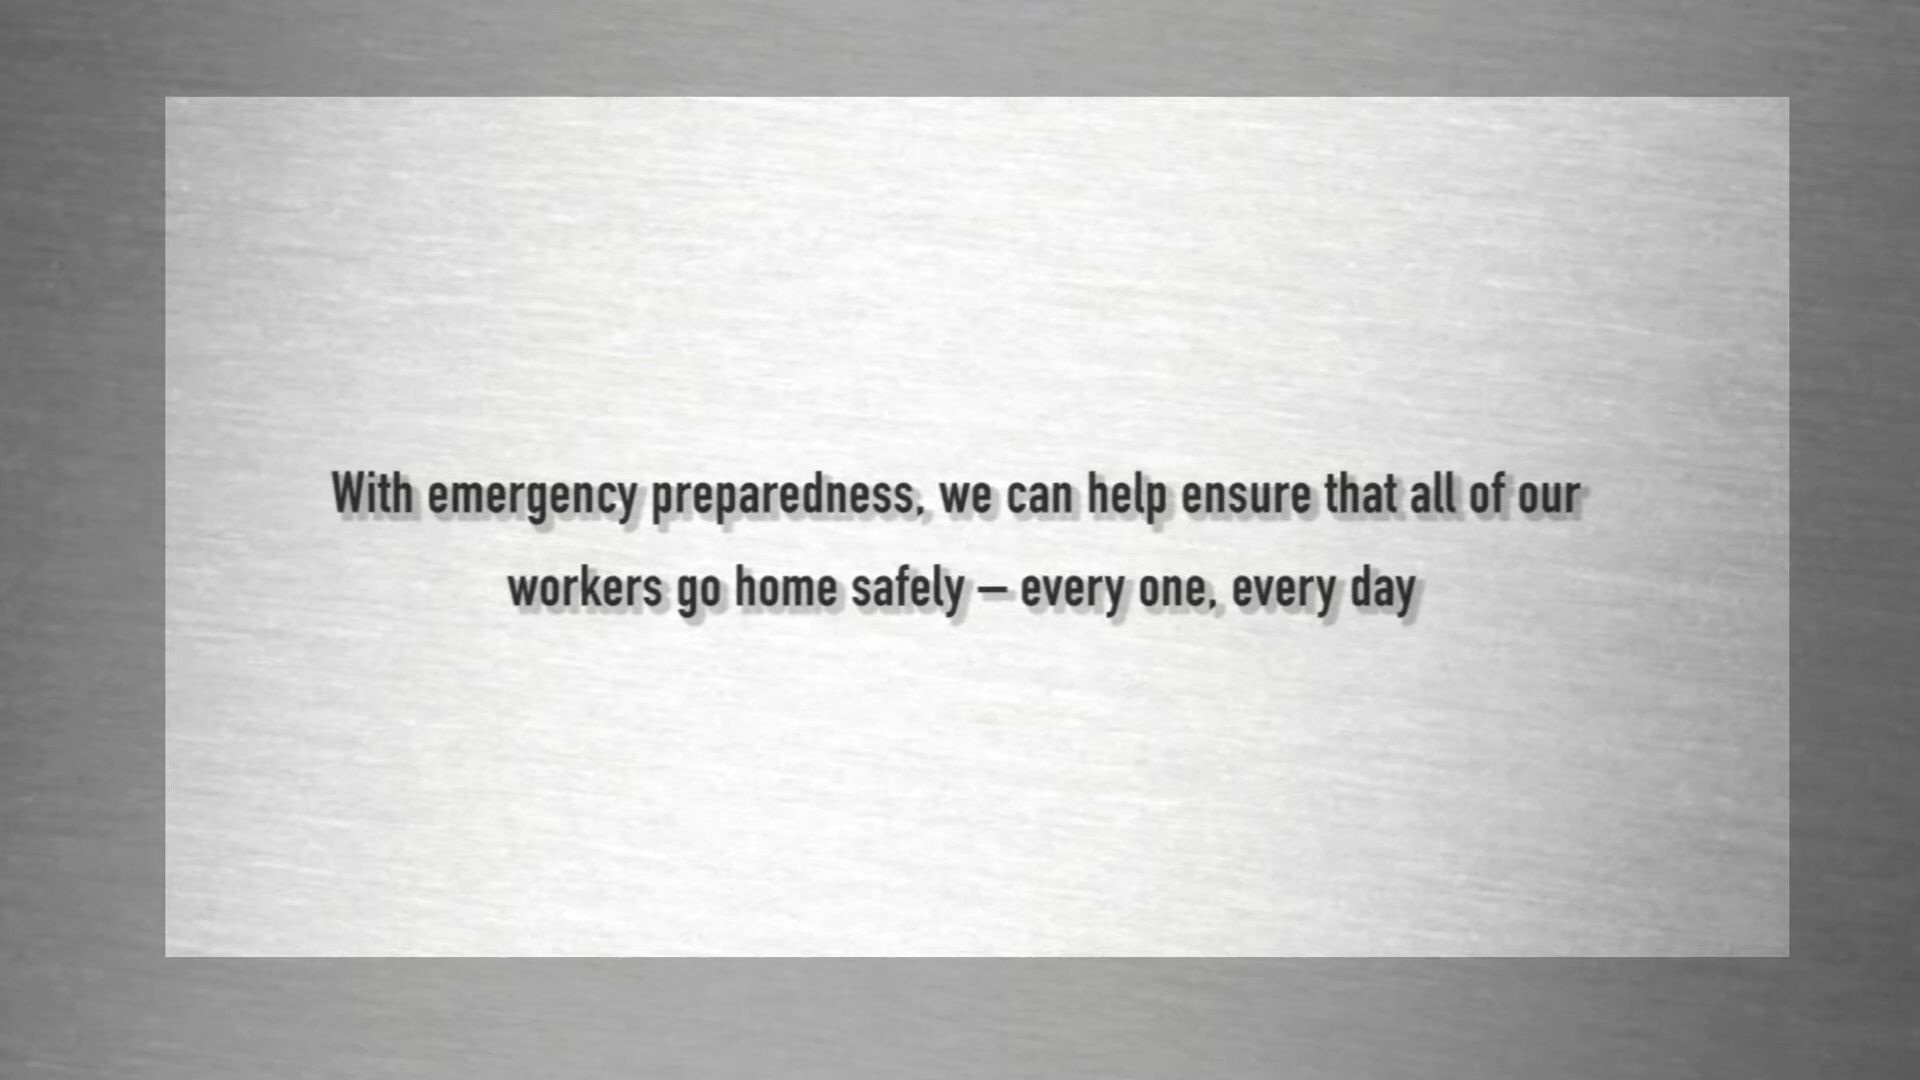 With emergency preparedness, we can help ensure that all of our
workers go home safely – every one, every day